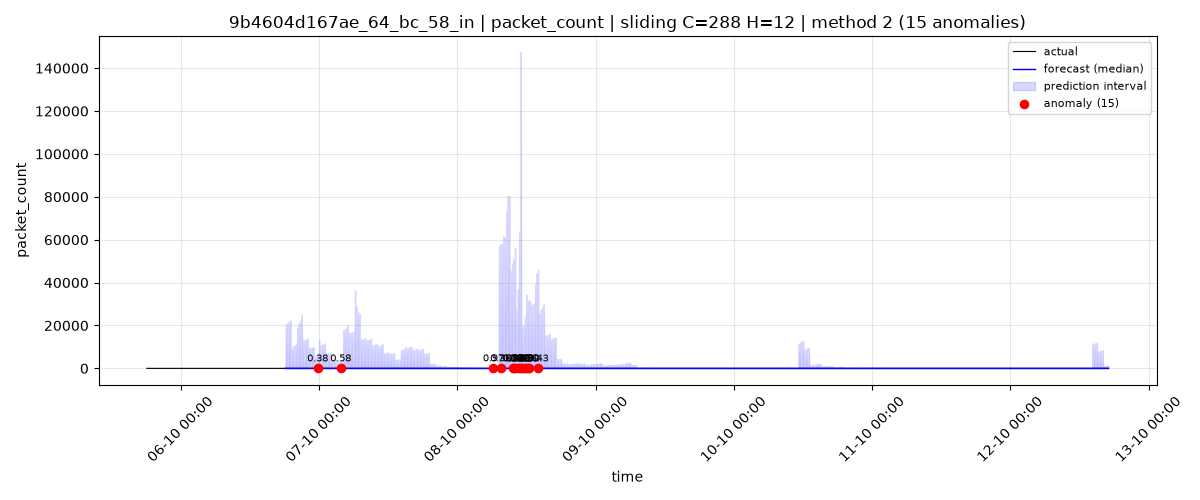 9b4604d167ae_64_bc_58_in | packet_count | sliding C=288 H=12 | method 2 (15 anomalies)
actual
forecast (median)
prediction interval
anomaly (15)
packet_count
140000
120000
100000
80000
60000
40000
20000
0
0.38
0.58
06-10 00:00
07-10 00:00
08-10 00:00
09-10 00:00
10-10 00:00
11-10 00:00
12-10 00:00
13-10 00:00
time